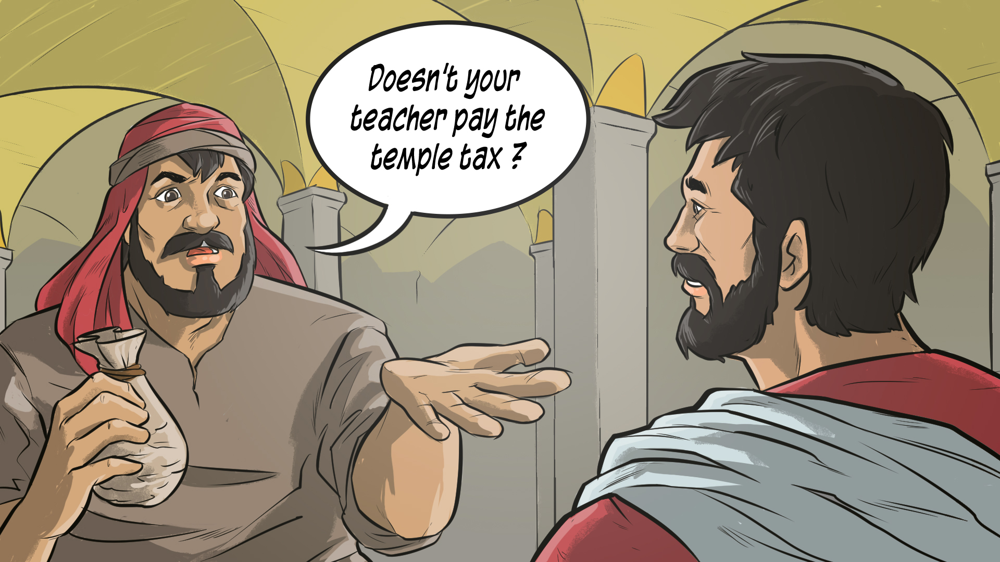 Doesn't your
teacher pay the
temple tax ?